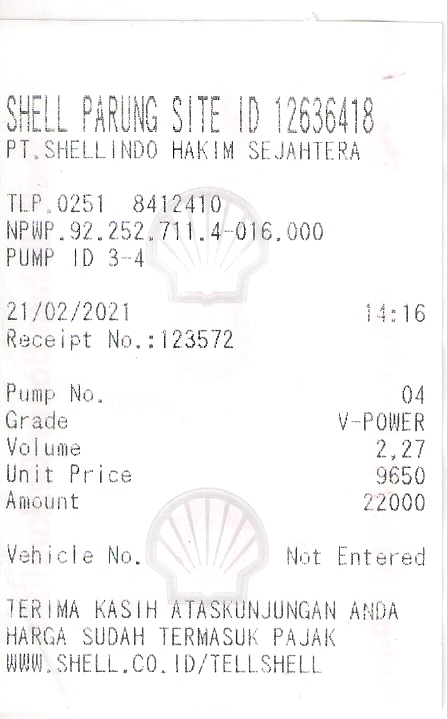 SHELL PARUNG SITE ID 12636418
PT.SHELLINDO HAKIM SEJAHTERA
TLP.0251 8412410
NPWP.92.252.711.4-016.000
PUMP ID 3-4
21/02/2021 14:16
Receipt No.:123572
Pump No. 04
Grade V-POWER
Volume 2,27
Unit Price 9650
Amount 22000
Vehicle No. Not Entered
TERIMA KASIH ATASKUNJUNGAN ANDA
HARGA SUDAH TERMASUK PAJAK
WWW.SHELL.CO.ID/TELLSHELL